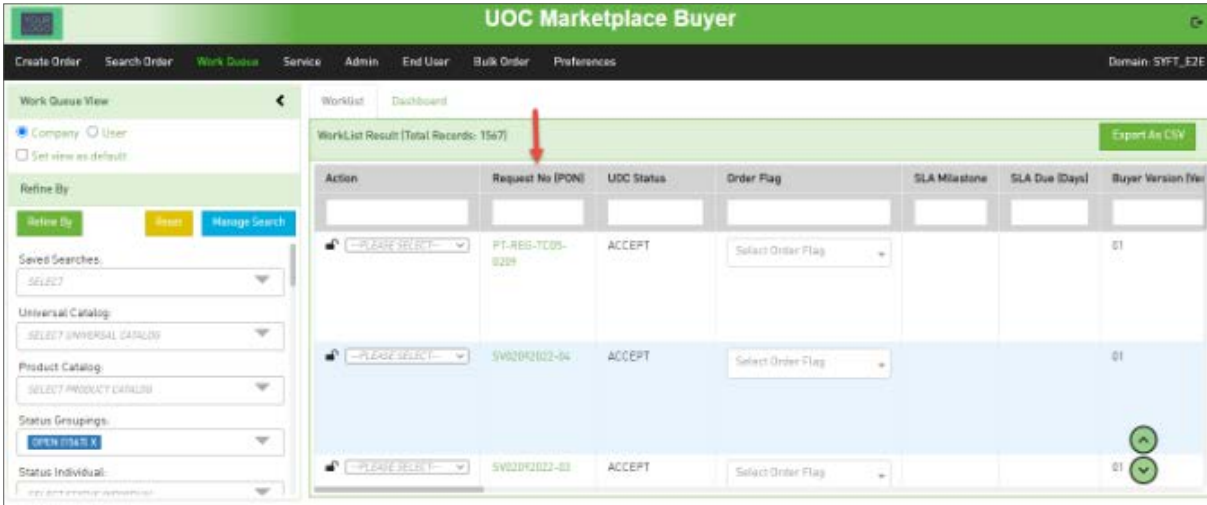 YOUR LOGO
UOC Marketplace Buyer
Create Order Search Order Work Queue Service Admin End User Bulk Order Preferences Domain: SYFT_E2E
Work Queue View
Company User
Set view as default
Refine By
Refine By Reset Manage Search
Saved Searches:
SELECT
Universal Catalog:
SELECT UNIVERSAL CATALOG
Product Catalog:
SELECT PRODUCT CATALOG
Status Groupings:
OPEN (1567) X
Status Individual:
SELECT STATUS INDIVIDUAL
Worklist Dashboard
WorkList Result (Total Records: 1567) Export As CSV
Action Request No (PON) UOC Status Order Flag SLA Milestone SLA Due (Days) Buyer Version (Ver
--PLEASE SELECT-- PT-REG-TC05- ACCEPT Select Order Flag 01
0209
--PLEASE SELECT-- SV02092022-04 ACCEPT Select Order Flag 01
--PLEASE SELECT-- SV02092022-03 ACCEPT Select Order Flag 01